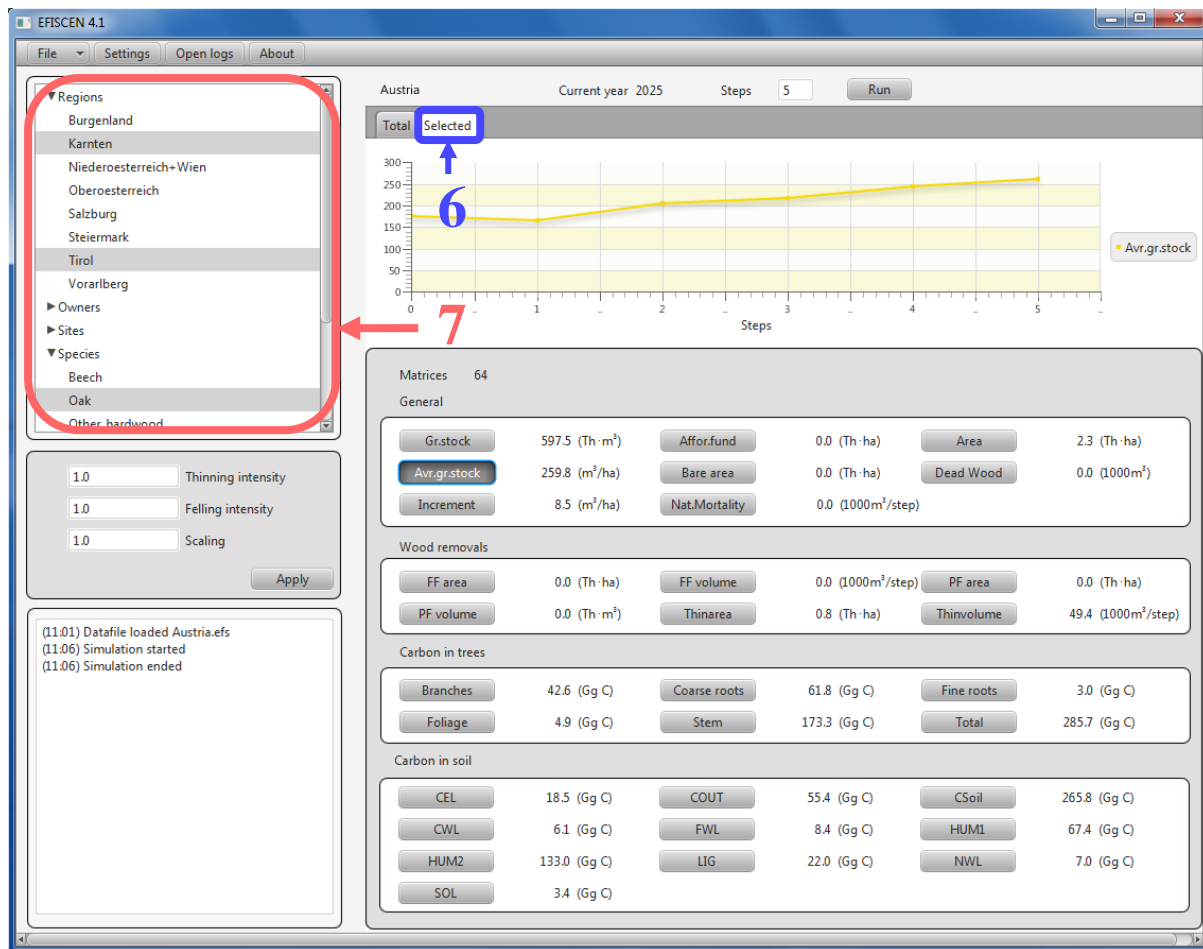 EFISCEN 4.1
File Settings Open logs About
Regions
Burgenland
Karnten
Niederoesterreich+Wien
Oberoesterreich
Salzburg
Steiermark
Tirol
Vorarlberg
Owners
Sites
Species
Beech
Oak
Other hardwood
1.0 Thinning intensity
1.0 Felling intensity
1.0 Scaling
Apply
(11:01) Datafile loaded Austria.efs
(11:06) Simulation started
(11:06) Simulation ended
Austria Current year 2025 Steps 5 Run
Total Selected
6
7
300
250
200
150
100
50
0
0 1 2 3 4 5
Steps
Avr.gr.stock
Matrices 64
General
Gr.stock 597.5 (Th·m³) Affor.fund 0.0 (Th·ha) Area 2.3 (Th·ha)
Avr.gr.stock 259.8 (m³/ha) Bare area 0.0 (Th·ha) Dead Wood 0.0 (1000m³)
Increment 8.5 (m³/ha) Nat.Mortality 0.0 (1000m³/step)
Wood removals
FF area 0.0 (Th·ha) FF volume 0.0 (1000m³/step) PF area 0.0 (Th·ha)
PF volume 0.0 (Th·m³) Thinarea 0.8 (Th·ha) Thinvolume 49.4 (1000m³/step)
Carbon in trees
Branches 42.6 (Gg C) Coarse roots 61.8 (Gg C) Fine roots 3.0 (Gg C)
Foliage 4.9 (Gg C) Stem 173.3 (Gg C) Total 285.7 (Gg C)
Carbon in soil
CEL 18.5 (Gg C) COUT 55.4 (Gg C) CSoil 265.8 (Gg C)
CWL 6.1 (Gg C) FWL 8.4 (Gg C) HUM1 67.4 (Gg C)
HUM2 133.0 (Gg C) LIG 22.0 (Gg C) NWL 7.0 (Gg C)
SOL 3.4 (Gg C)